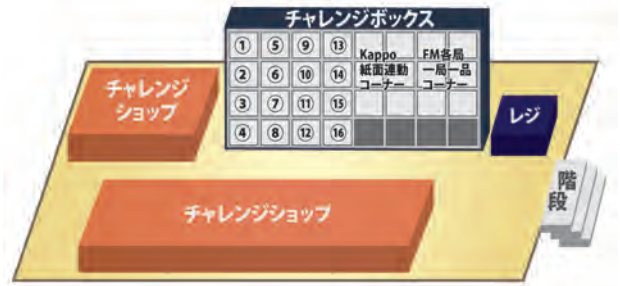 チャレンジボックス
① ⑤ ⑨ ⑬
② ⑥ ⑩ ⑭
③ ⑦ ⑪ ⑮
④ ⑧ ⑫ ⑯
Kappo
紙面連動
コーナー
FM各局
一局一品
コーナー
チャレンジ
ショップ
レジ
階
段
チャレンジショップ